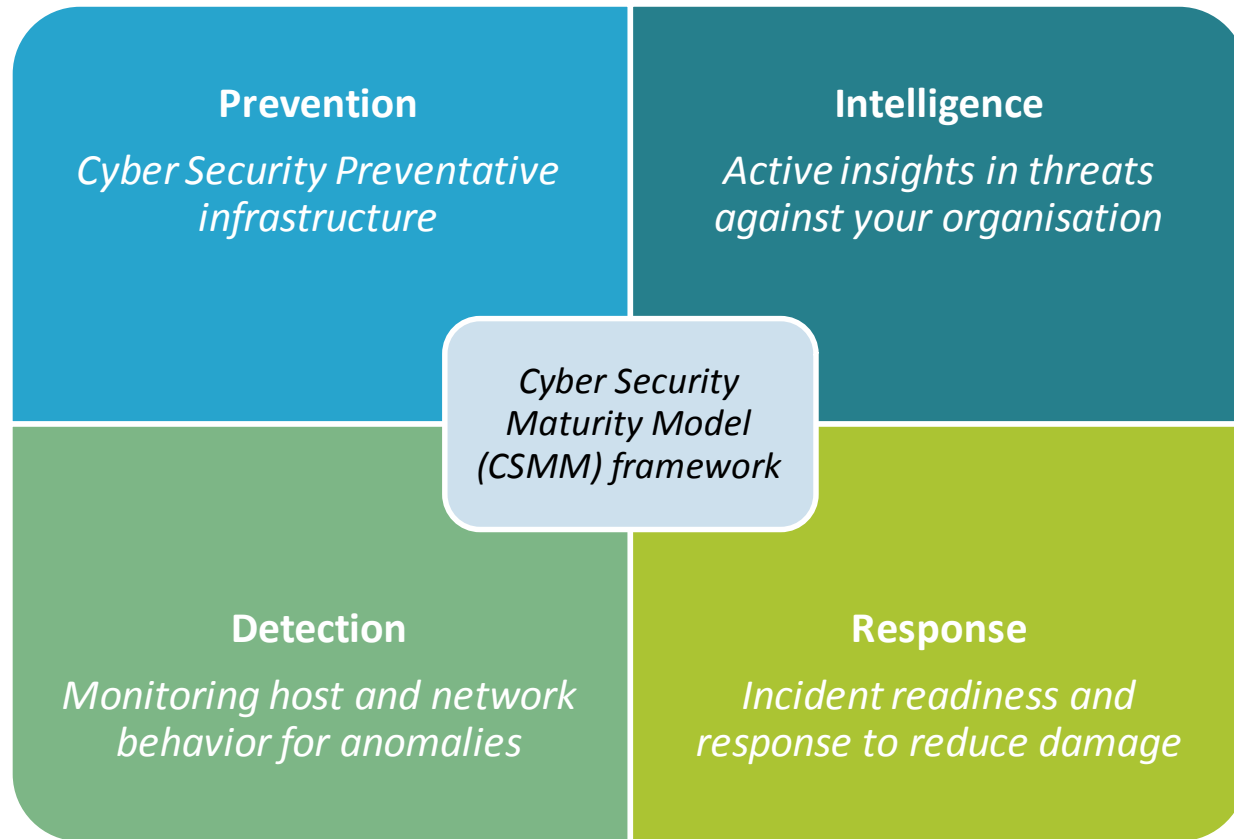 Prevention
Cyber Security Preventative
infrastructure
Intelligence
Active insights in threats
against your organisation
Cyber Security
Maturity Model
(CSMM) framework
Detection
Monitoring host and network
behavior for anomalies
Response
Incident readiness and
response to reduce damage